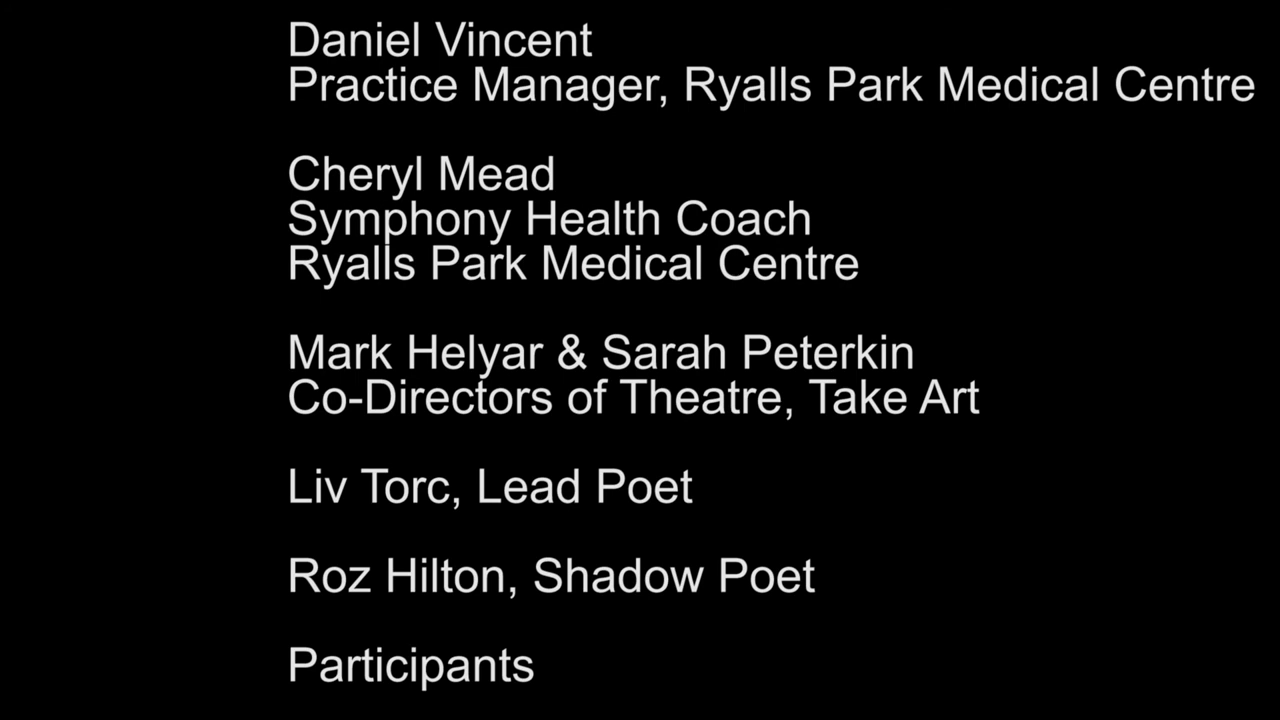 Daniel Vincent
Practice Manager, Ryalls Park Medical Centre
Cheryl Mead
Symphony Health Coach
Ryalls Park Medical Centre
Mark Helyar & Sarah Peterkin
Co-Directors of Theatre, Take Art
Liv Torc, Lead Poet
Roz Hilton, Shadow Poet
Participants